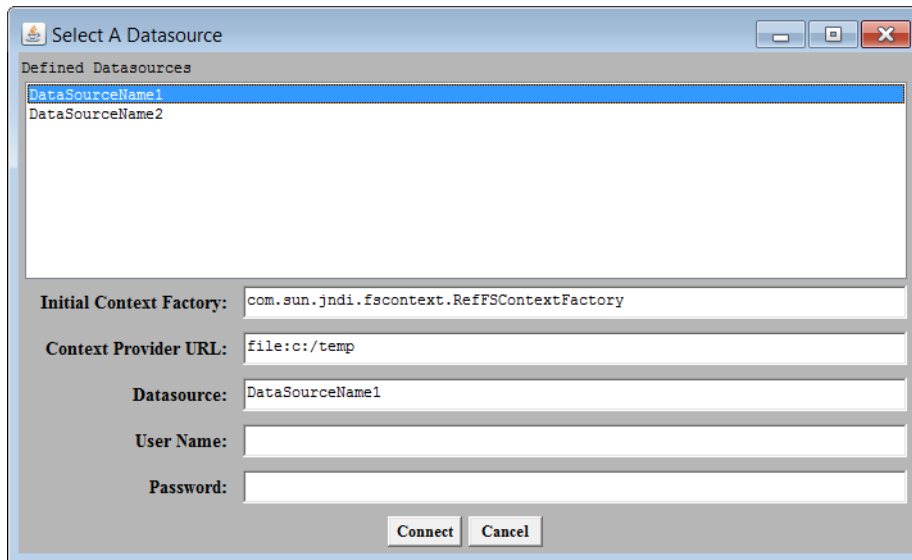 Select A Datasource
Defined Datasources
DataSourceName1
DataSourceName2
Initial Context Factory: com.sun.jndi.fscontext.RefFSContextFactory
Context Provider URL: file:c:/temp
Datasource: DataSourceName1
User Name:
Password:
Connect Cancel